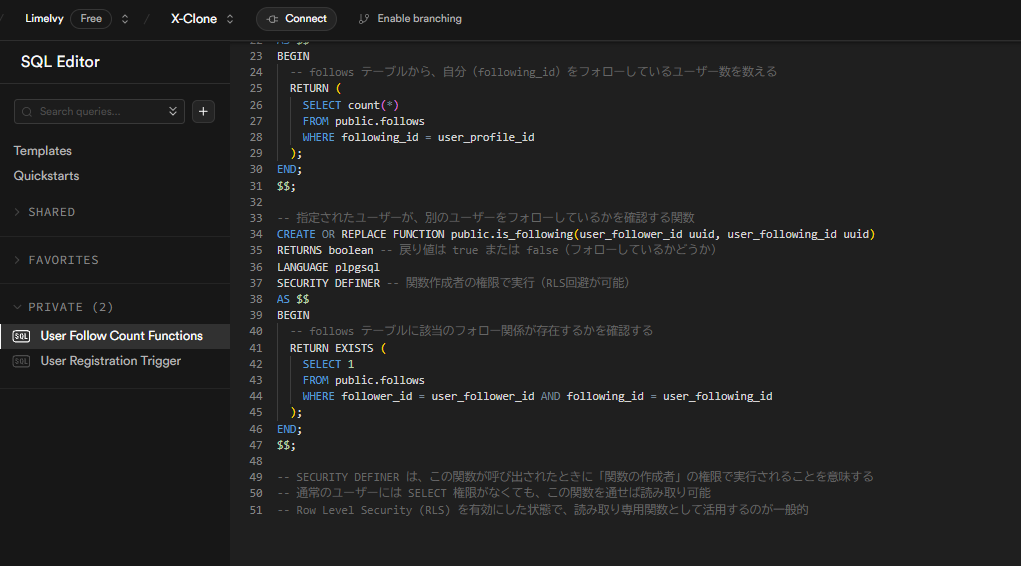 / Limelvy Free / X-Clone Connect Enable branching
SQL Editor
Search queries...
Templates
Quickstarts
SHARED
FAVORITES
PRIVATE (2)
SQL User Follow Count Functions
SQL User Registration Trigger
22 AS $$
23 BEGIN
24 -- follows テーブルから、自分（following_id）をフォローしているユーザー数を数える
25 RETURN (
26 SELECT count(*)
27 FROM public.follows
28 WHERE following_id = user_profile_id
29 );
30 END;
31 $$;
32
33 -- 指定されたユーザーが、別のユーザーをフォローしているかを確認する関数
34 CREATE OR REPLACE FUNCTION public.is_following(user_follower_id uuid, user_following_id uuid)
35 RETURNS boolean -- 戻り値は true または false（フォローしているかどうか）
36 LANGUAGE plpgsql
37 SECURITY DEFINER -- 関数作成者の権限で実行（RLS回避が可能）
38 AS $$
39 BEGIN
40 -- follows テーブルに該当のフォロー関係が存在するかを確認する
41 RETURN EXISTS (
42 SELECT 1
43 FROM public.follows
44 WHERE follower_id = user_follower_id AND following_id = user_following_id
45 );
46 END;
47 $$;
48
49 -- SECURITY DEFINER は、この関数が呼び出されたときに「関数の作成者」の権限で実行されることを意味する
50 -- 通常のユーザーには SELECT 権限がなくても、この関数を通せば読み取り可能
51 -- Row Level Security (RLS) を有効にした状態で、読み取り専用関数として活用するのが一般的